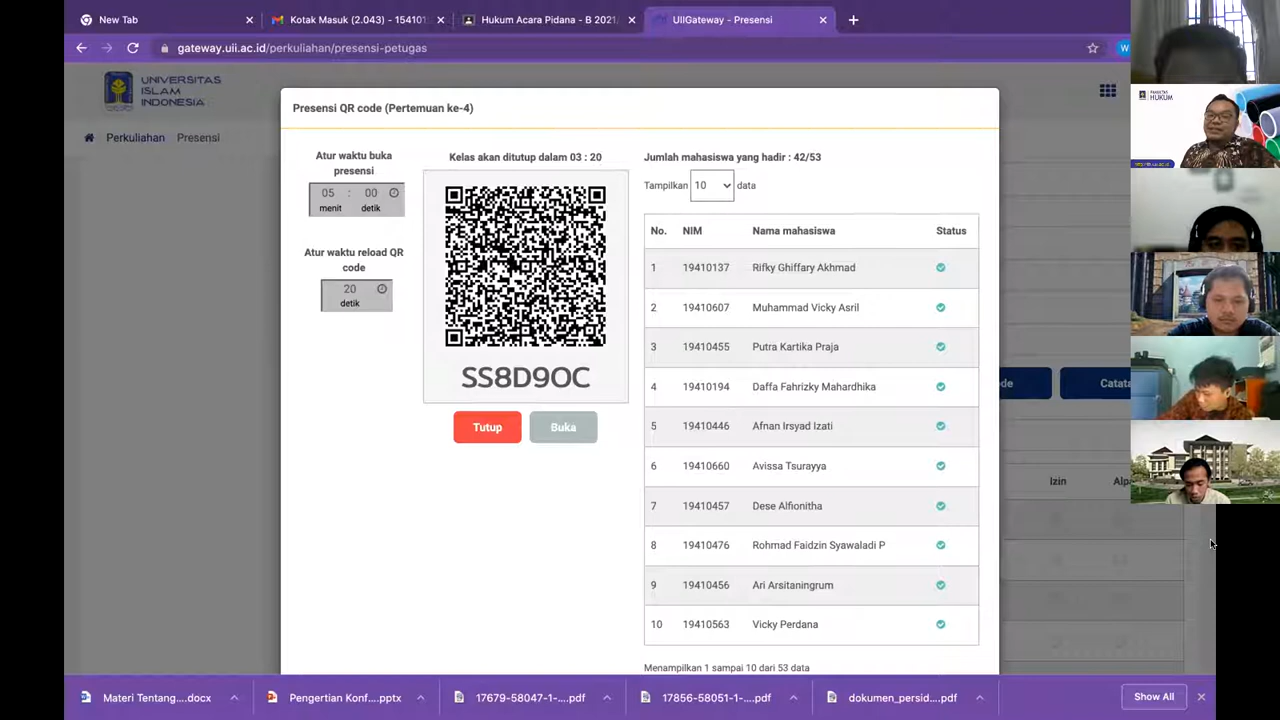 New Tab
Kotak Masuk (2.043) - 154101
Hukum Acara Pidana - B 2021/
UIIGateway - Presensi
gateway.uii.ac.id/perkuliahan/presensi-petugas
W
UNIVERSITAS
ISLAM
INDONESIA
Perkuliahan
Presensi
Presensi QR code (Pertemuan ke-4)
Atur waktu buka
presensi
05 : 00
menit detik
Atur waktu reload QR
code
20
detik
Kelas akan ditutup dalam 03 : 20
SS8D9OC
Tutup
Buka
Jumlah mahasiswa yang hadir : 42/53
Tampilkan 10 data
No. NIM Nama mahasiswa Status
1 19410137 Rifky Ghiffary Akhmad
2 19410607 Muhammad Vicky Asril
3 19410455 Putra Kartika Praja
4 19410194 Daffa Fahrizky Mahardhika
5 19410446 Afnan Irsyad Izati
6 19410660 Avissa Tsurayya
7 19410457 Dese Alfionitha
8 19410476 Rohmad Faidzin Syawaladi P
9 19410456 Ari Arsitaningrum
10 19410563 Vicky Perdana
Menampilkan 1 sampai 10 dari 53 data
ode
Catata
Izin
Alp
FAKULTAS
HUKUM
Materi Tentang....docx
Pengertian Konf....pptx
17679-58047-1-....pdf
17856-58051-1-....pdf
dokumen_persid....pdf
Show All